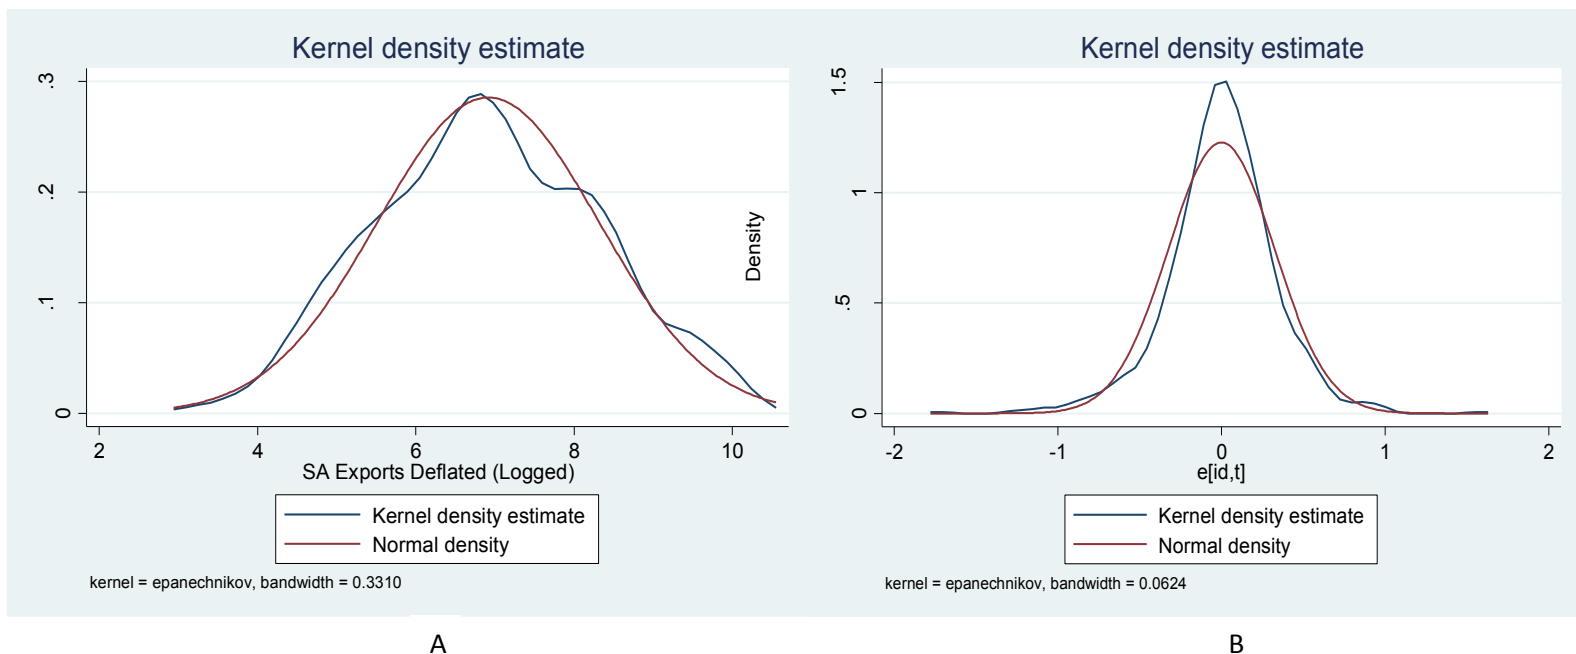 Kernel density estimate
.3
.2
.1
0
2 4 6 8 10
SA Exports Deflated (Logged)
Kernel density estimate
Normal density
kernel = epanechnikov, bandwidth = 0.3310
A
Kernel density estimate
Density
1.5
1
.5
0
-2 -1 0 1 2
e[id,t]
Kernel density estimate
Normal density
kernel = epanechnikov, bandwidth = 0.0624
B